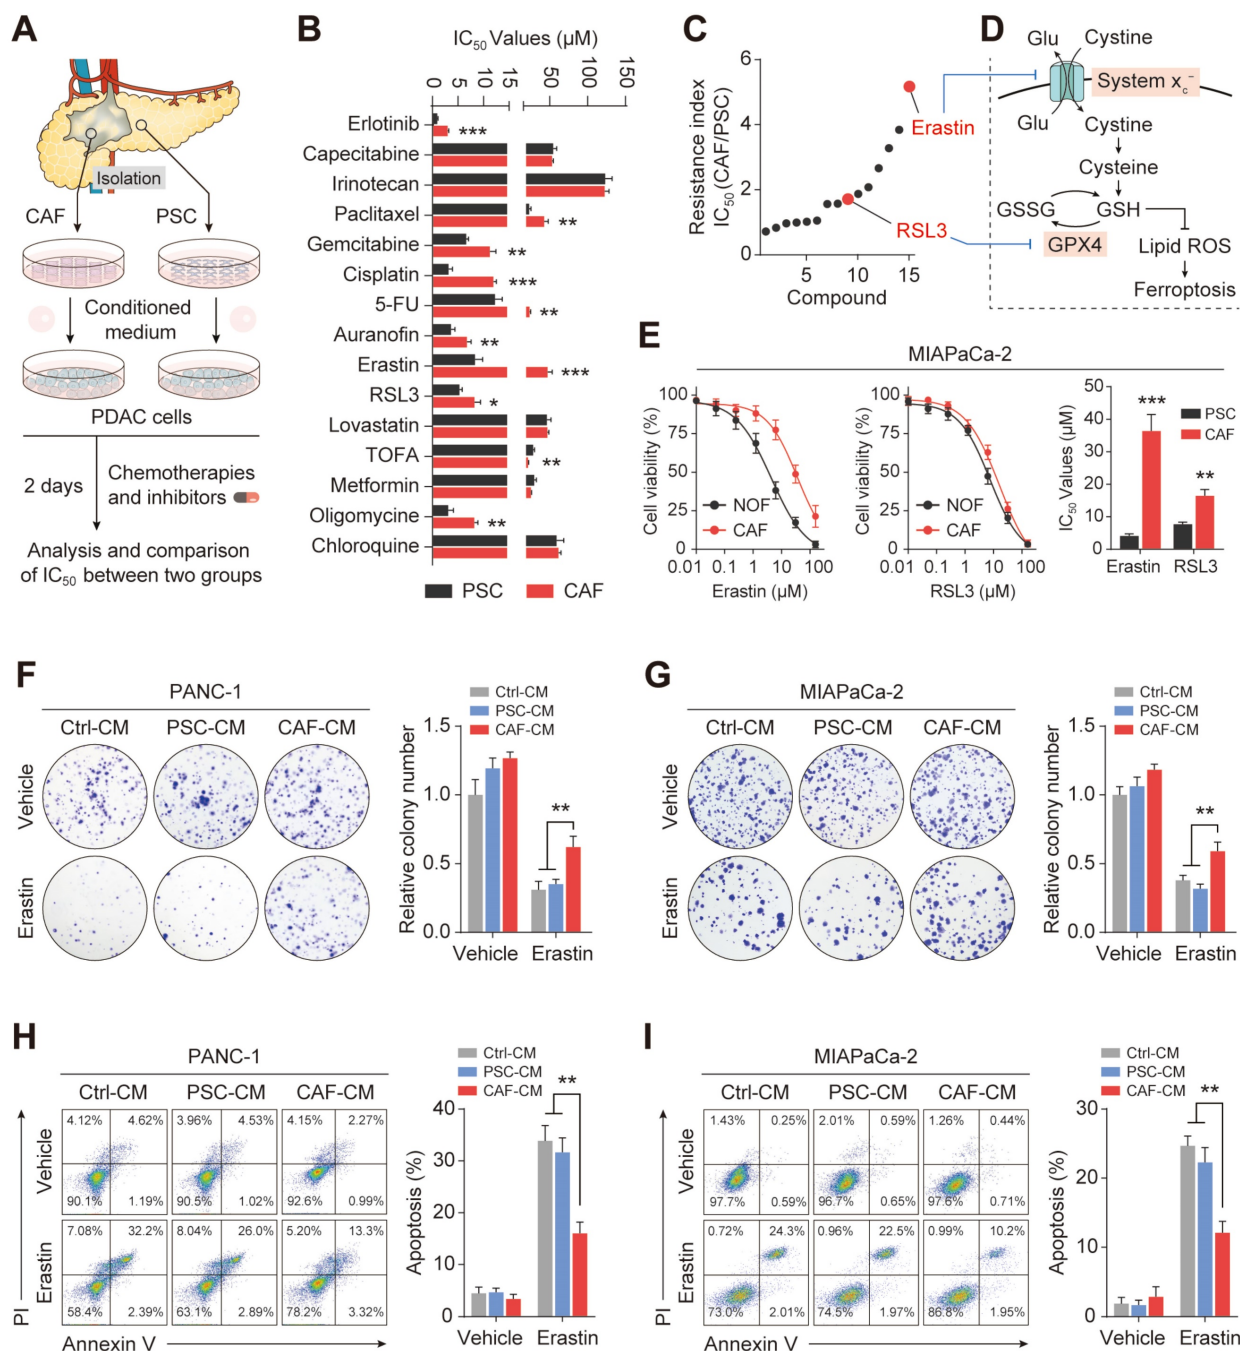 A
Isolation
CAF
PSC
Conditioned
medium
PDAC cells
2 days
Chemotherapies
and inhibitors
Analysis and comparison
of IC50 between two groups
B
IC50 Values (μM)
0 5 10 15 50 100 150
Erlotinib ***
Capecitabine
Irinotecan
Paclitaxel **
Gemcitabine **
Cisplatin ***
5-FU **
Auranofin **
Erastin ***
RSL3 *
Lovastatin
TOFA **
Metformin
Oligomycine **
Chloroquine
PSC CAF
C
Resistance index
IC50 (CAF/PSC)
6
4
2
0
0 5 10 15
Compound
Erastin
RSL3
D
Glu Cystine
System xc−
Glu Cystine
Cysteine
GSSG GSH
GPX4
Lipid ROS
Ferroptosis
E
MIAPaCa-2
Cell viability (%)
100
75
50
25
0
NOF
CAF
0.01 0.1 1 10 100
Erastin (μM)
Cell viability (%)
100
75
50
25
0
NOF
CAF
0.01 0.1 1 10 100
RSL3 (μM)
IC50 Values (μM)
50
40
30
20
10
0
***
**
PSC
CAF
Erastin RSL3
F
PANC-1
Ctrl-CM PSC-CM CAF-CM
Vehicle
Erastin
Ctrl-CM
PSC-CM
CAF-CM
Relative colony number
1.5
1.0
0.5
0.0
**
Vehicle Erastin
G
MIAPaCa-2
Ctrl-CM PSC-CM CAF-CM
Vehicle
Erastin
Ctrl-CM
PSC-CM
CAF-CM
Relative colony number
1.5
1.0
0.5
0.0
**
Vehicle Erastin
H
PANC-1
Ctrl-CM PSC-CM CAF-CM
Vehicle
4.12% 4.62% 3.96% 4.53% 4.15% 2.27%
90.1% 1.19% 90.5% 1.02% 92.6% 0.99%
Erastin
7.08% 32.2% 8.04% 26.0% 5.20% 13.3%
58.4% 2.39% 63.1% 2.89% 78.2% 3.32%
PI
Annexin V
Ctrl-CM
PSC-CM
CAF-CM
Apoptosis (%)
40
30
20
10
0
**
Vehicle Erastin
I
MIAPaCa-2
Ctrl-CM PSC-CM CAF-CM
Vehicle
1.43% 0.25% 2.01% 0.59% 1.26% 0.44%
97.7% 0.59% 96.7% 0.65% 97.6% 0.71%
Erastin
0.72% 24.3% 0.96% 22.5% 0.99% 10.2%
73.0% 2.01% 74.5% 1.97% 86.8% 1.95%
PI
Annexin V
Ctrl-CM
PSC-CM
CAF-CM
Apoptosis (%)
30
20
10
0
**
Vehicle Erastin